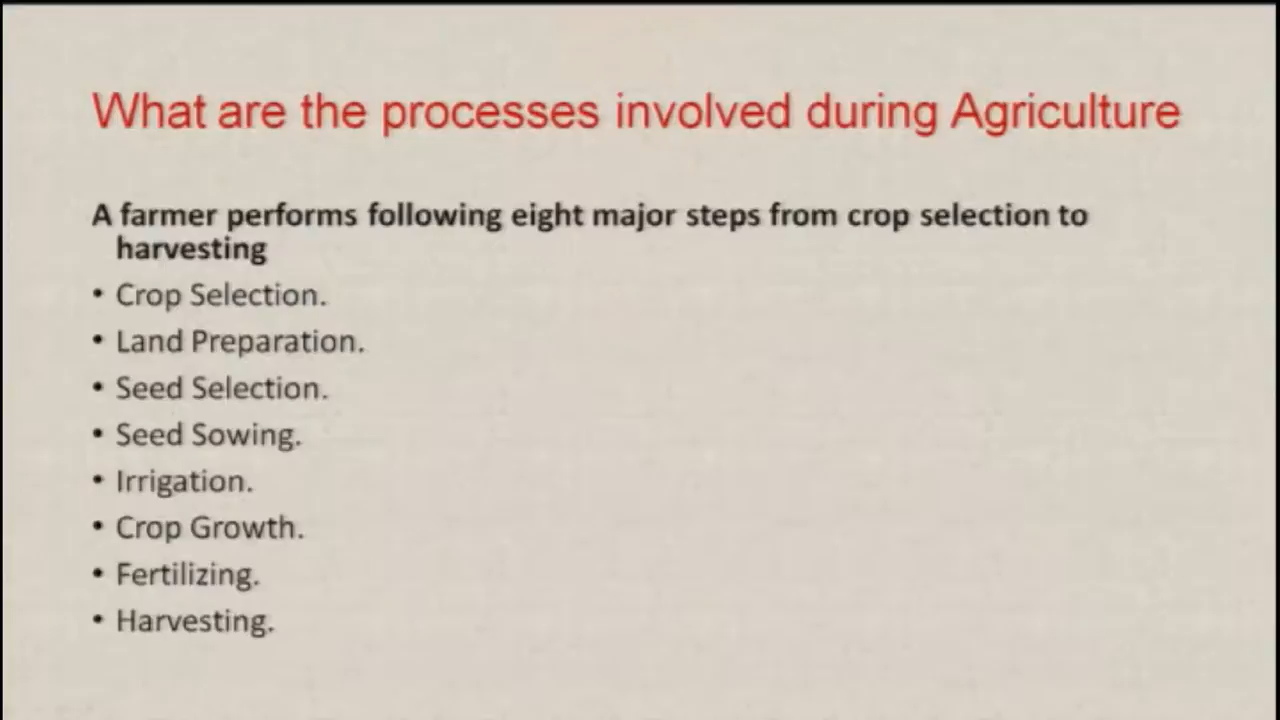 What are the processes involved during Agriculture
A farmer performs following eight major steps from crop selection to
harvesting
• Crop Selection.
• Land Preparation.
• Seed Selection.
• Seed Sowing.
• Irrigation.
• Crop Growth.
• Fertilizing.
• Harvesting.